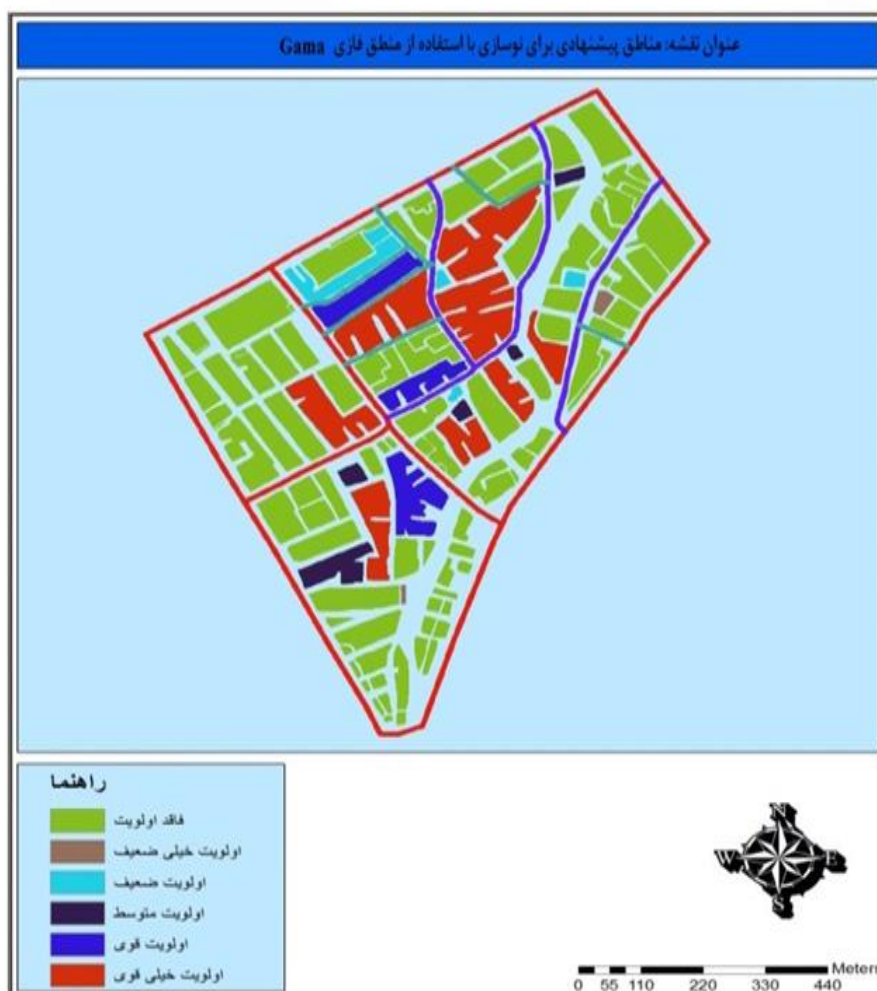 عنوان نقشه: مناطق پیشنهادی برای نوسازی با استفاده از منطق فازی Gama
راهنما
فاقد اولویت
اولویت خیلی ضعیف
اولویت ضعیف
اولویت متوسط
اولویت قوی
اولویت خیلی قوی
N
W E
S
Meters
0 55 110 220 330 440